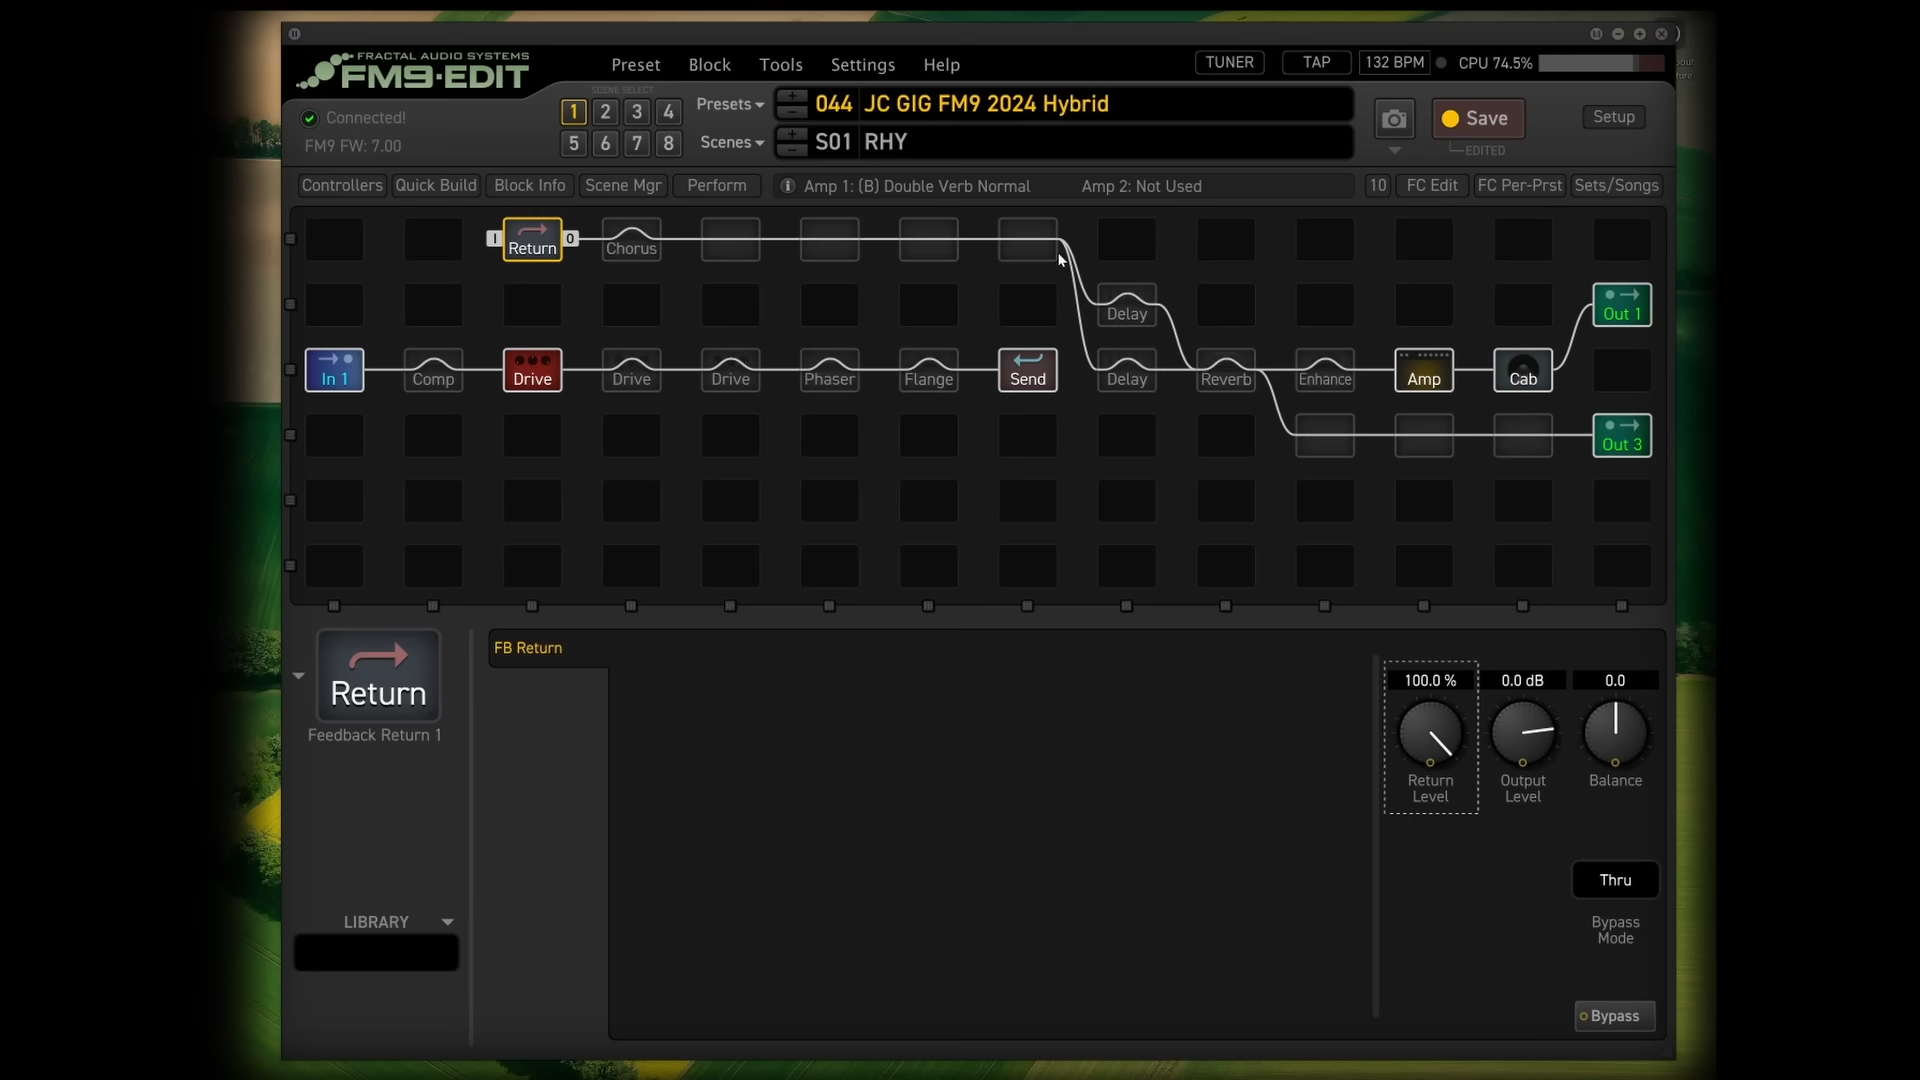 FRACTAL AUDIO SYSTEMS
FM9-EDIT
Preset Block Tools Settings Help
TUNER TAP 132 BPM CPU 74.5%
Connected!
FM9 FW: 7.00
SCENE SELECT
1 2 3 4
5 6 7 8
Presets 044 JC GIG FM9 2024 Hybrid
Scenes S01 RHY
Save
EDITED
Setup
Controllers Quick Build Block Info Scene Mgr Perform Amp 1: (B) Double Verb Normal Amp 2: Not Used 10 FC Edit FC Per-Prst Sets/Songs
I Return O Chorus
Delay Out 1
In 1 Comp Drive Drive Drive Phaser Flange Send Delay Reverb Enhance Amp Cab
Out 3
Return
Feedback Return 1
LIBRARY
FB Return
100.0 % 0.0 dB 0.0
Return Level
Output Level
Balance
Thru
Bypass Mode
Bypass